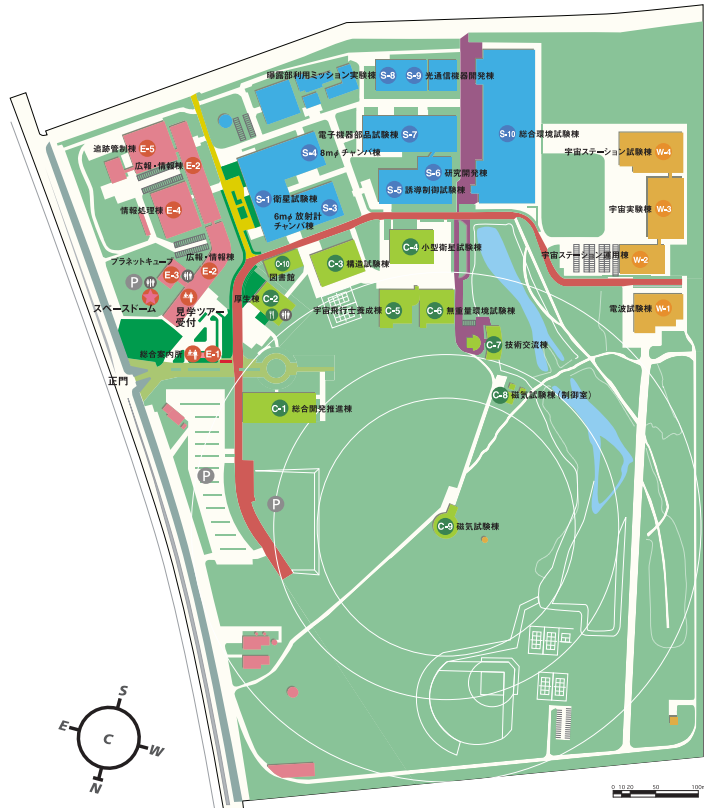 曝露部利用ミッション実験棟
S-8
S-9
光通信機器開発棟
電子機器部品試験棟
S-7
S-10
総合環境試験棟
追跡管制棟
E-5
広報・情報棟
E-2
S-4
8mφ チャンバ棟
S-6
研究開発棟
宇宙ステーション試験棟
W-4
S-1
衛星試験棟
S-5
誘導制御試験棟
情報処理棟
E-4
S-3
6mφ 放射計
チャンバ棟
宇宙実験棟
W-3
広報・情報棟
E-2
プラネットキューブ
E-3
P
C-10
図書館
C-3
構造試験棟
C-4
小型衛星試験棟
宇宙ステーション運用棟
W-2
スペースドーム
見学ツアー
受付
厚生棟
C-2
宇宙飛行士養成棟
C-5
C-6
無重量環境試験棟
電波試験棟
W-1
総合案内所
E-1
C-7
技術交流棟
正門
C-8
磁気試験棟(制御室)
C-1
総合開発推進棟
P
P
C-9
磁気試験棟
S
E
C
W
N
0 10 20 50 100m